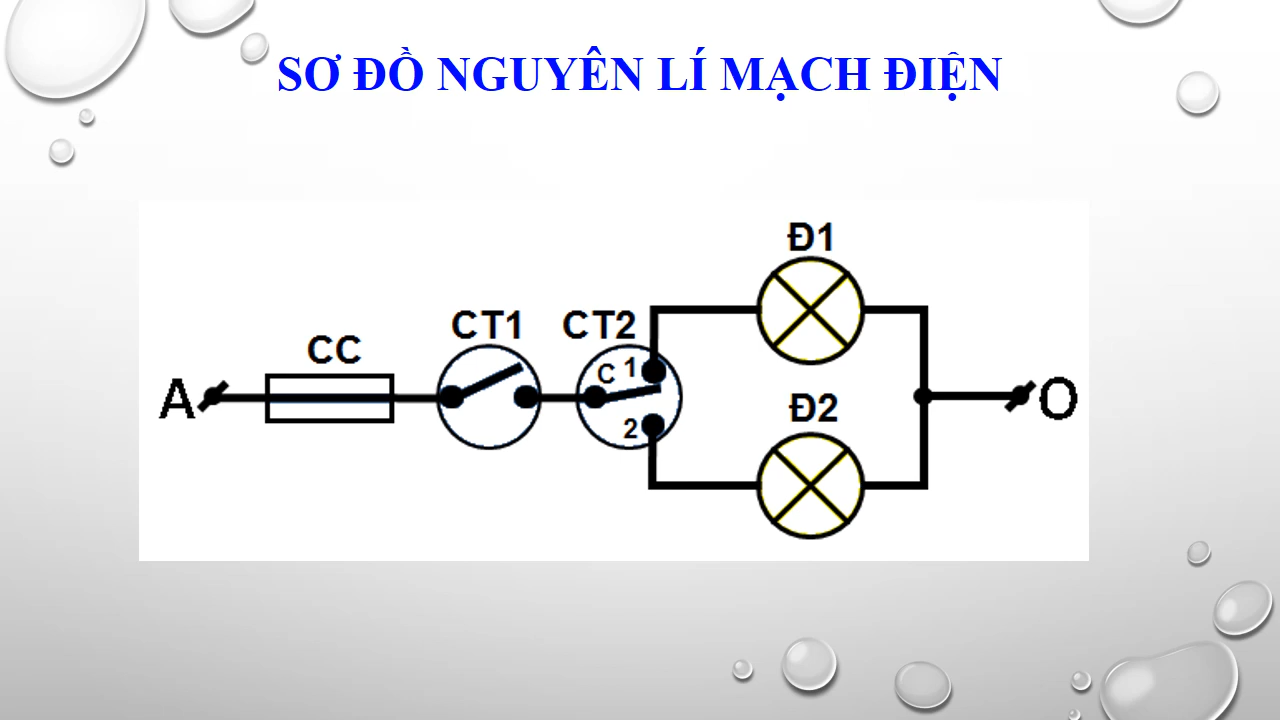 SƠ ĐỒ NGUYÊN LÍ MẠCH ĐIỆN
Đ1
CT1 CT2
CC
C 1
A O
2
Đ2